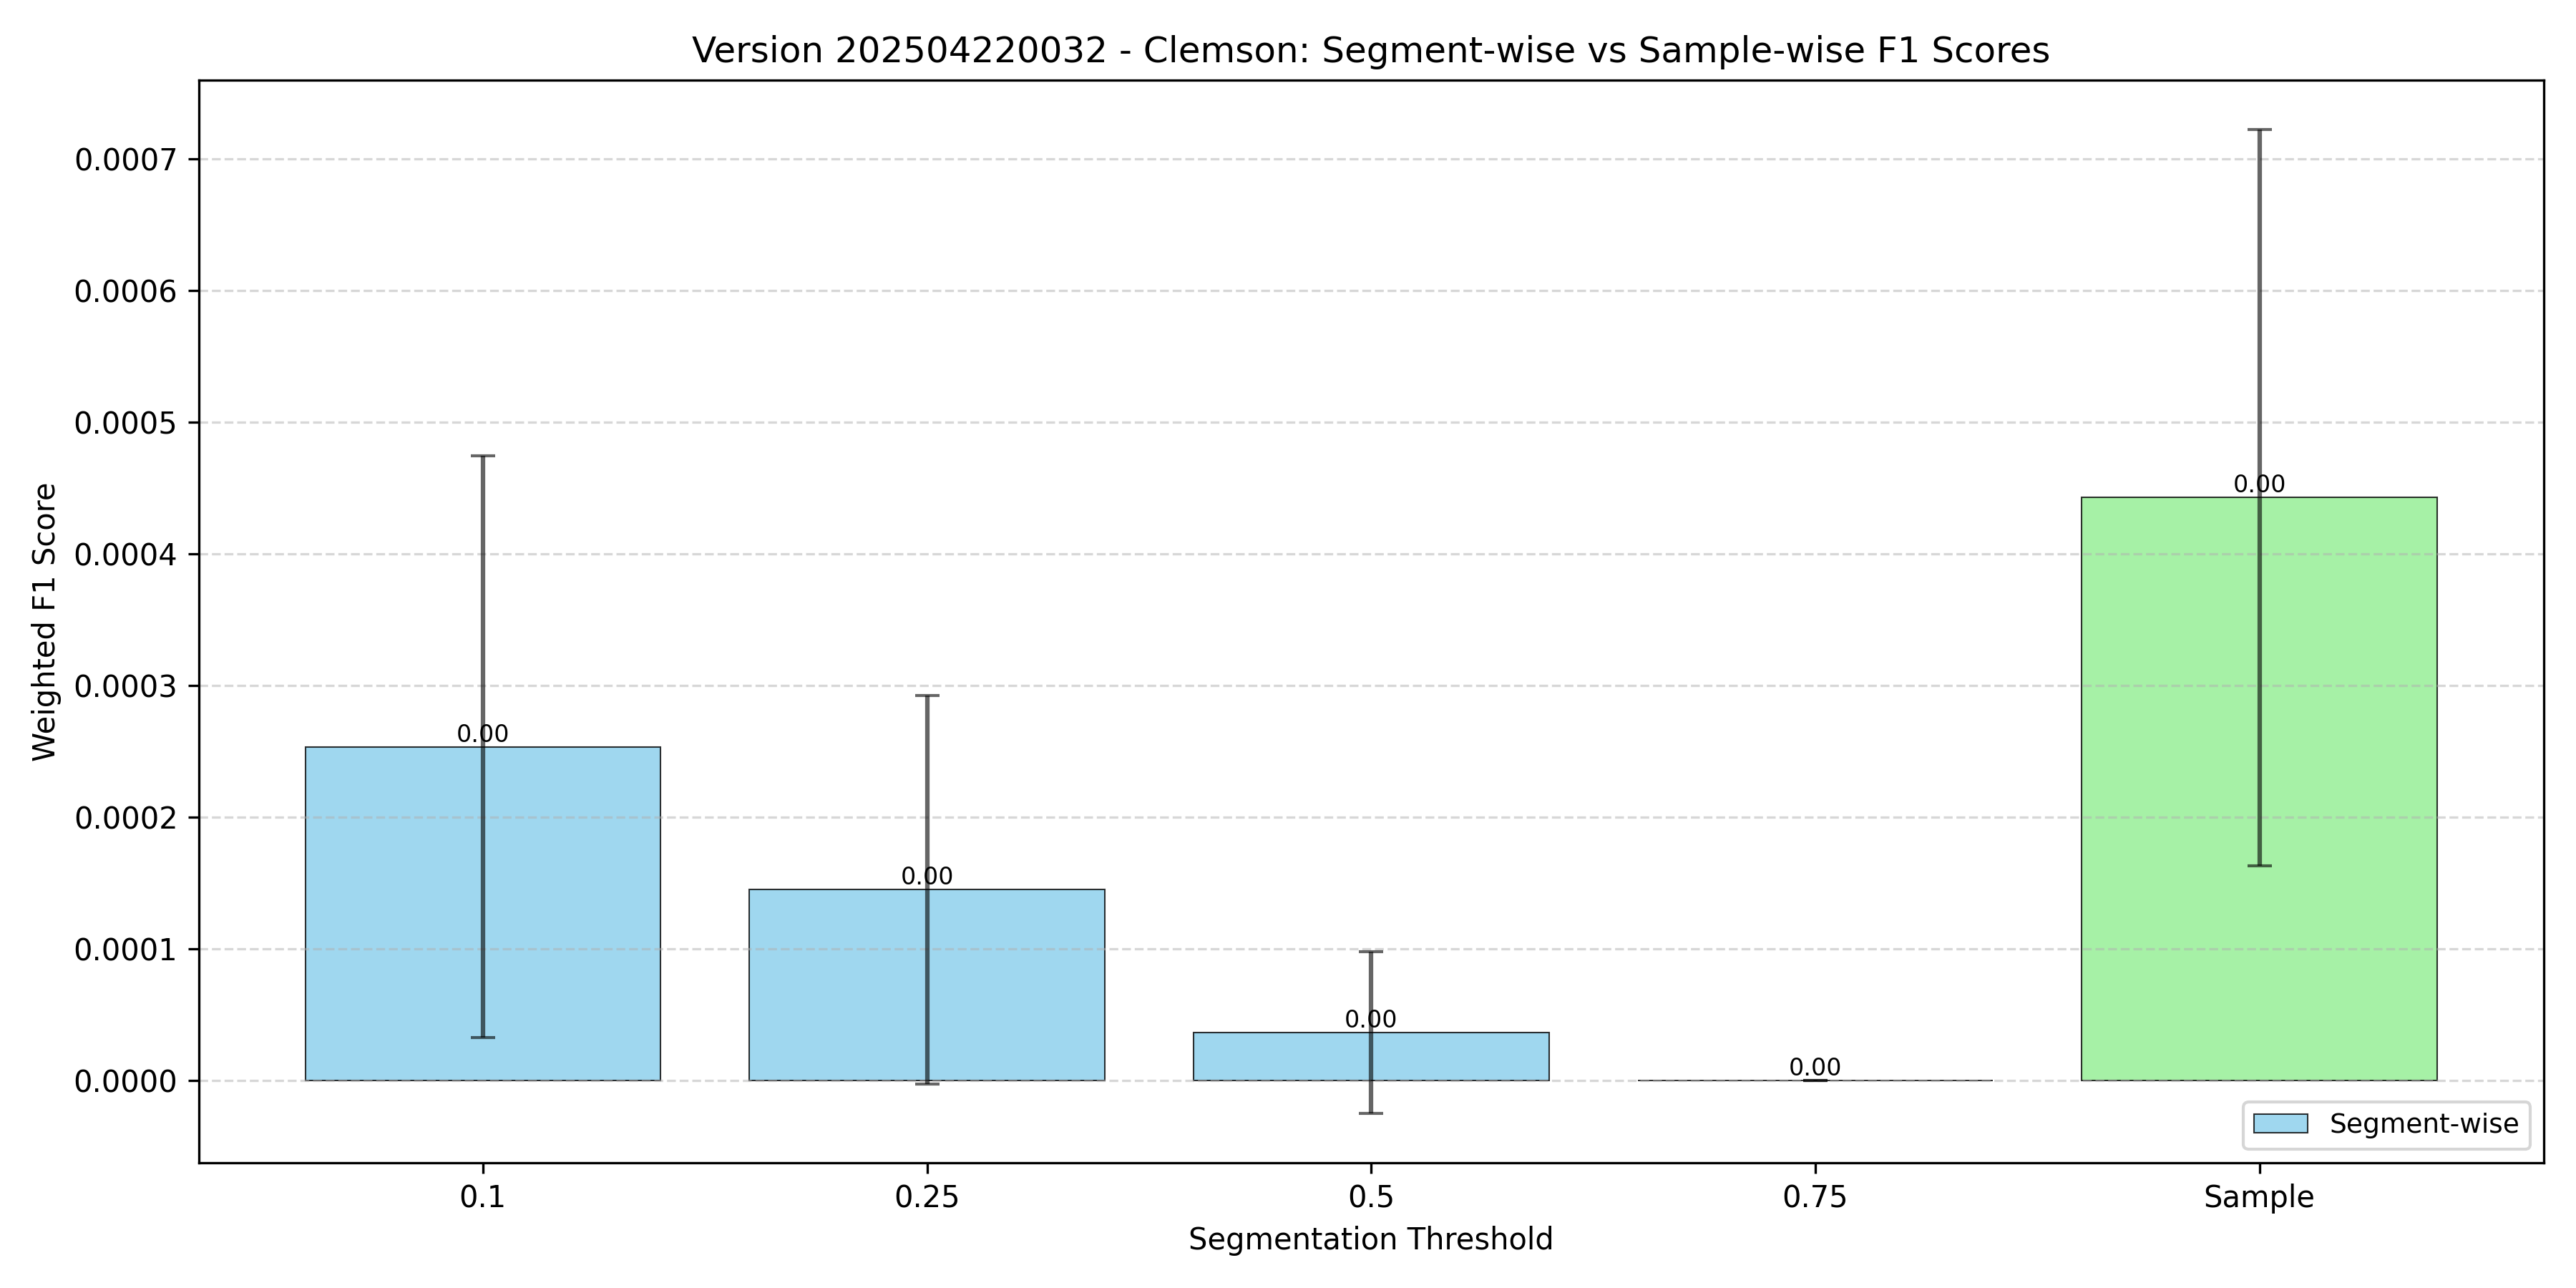 Version 202504220032 - Clemson: Segment-wise vs Sample-wise F1 Scores
Weighted F1 Score
0.0007
0.0006
0.0005
0.0004
0.0003
0.0002
0.0001
0.0000
0.00
0.00
0.00
0.00
0.00
Segment-wise
0.1 0.25 0.5 0.75 Sample
Segmentation Threshold